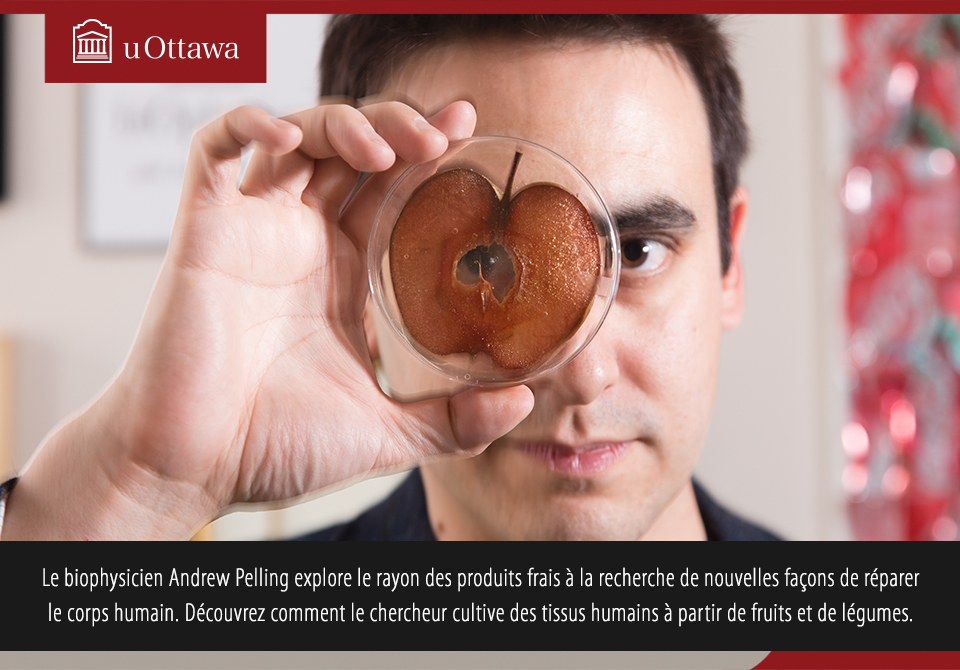 uOttawa
Le biophysicien Andrew Pelling explore le rayon des produits frais à la recherche de nouvelles façons de réparer
le corps humain. Découvrez comment le chercheur cultive des tissus humains à partir de fruits et de légumes.